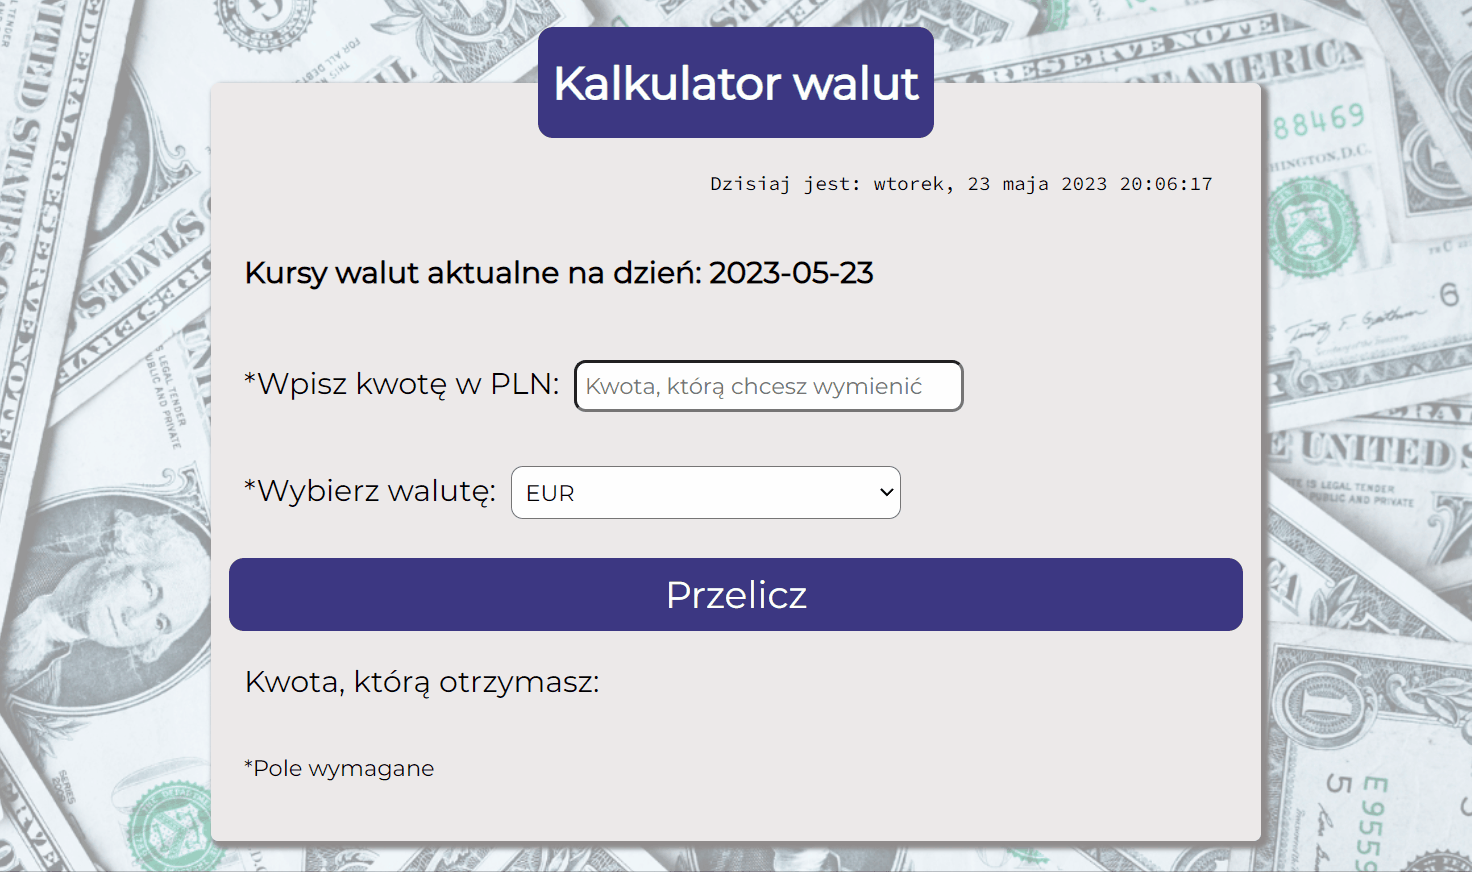 Kalkulator walut
Dzisiaj jest: wtorek, 23 maja 2023 20:06:17
Kursy walut aktualne na dzień: 2023-05-23
*Wpisz kwotę w PLN: Kwota, którą chcesz wymienić
*Wybierz walutę: EUR
Przelicz
Kwota, którą otrzymasz:
*Pole wymagane